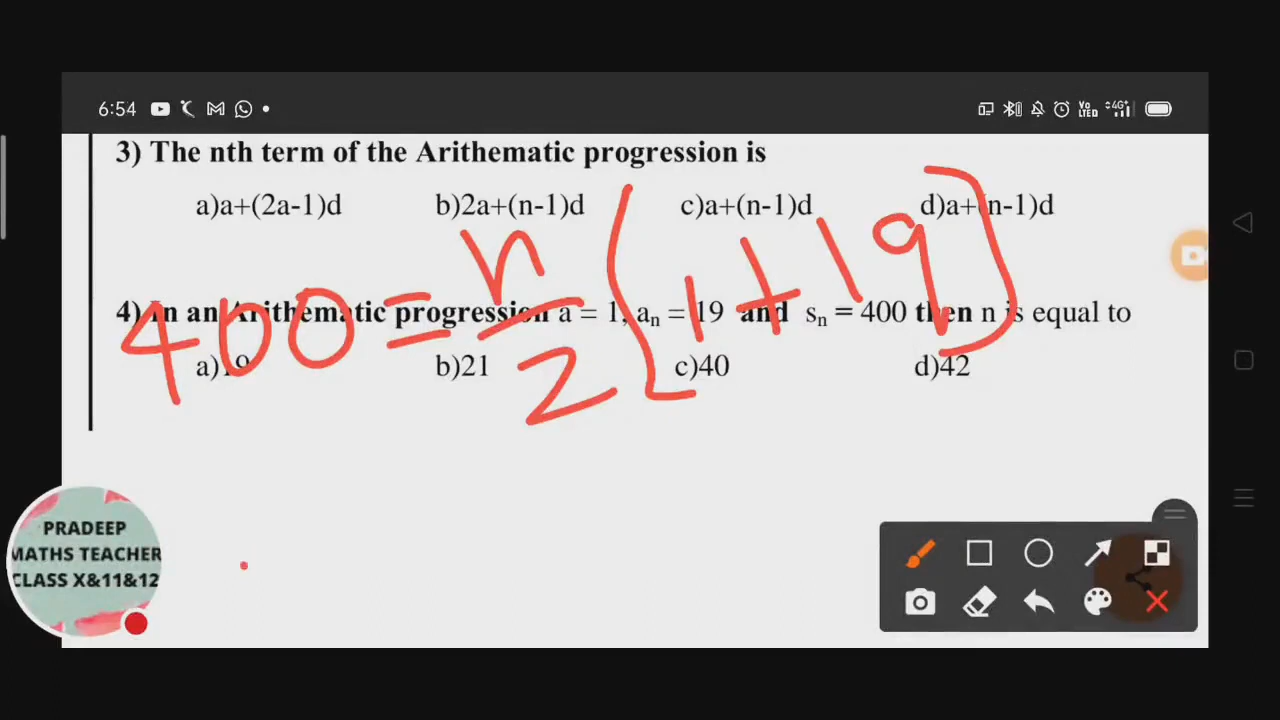 6:54
3) The nth term of the Arithematic progression is
a)a+(2a-1)d b)2a+(n-1)d c)a+(n-1)d d)a+(n-1)d
400 = n/2 [1+19]
4) In an Arithematic progression a = 1, aₙ = 19 and sₙ = 400 then n is equal to
a)19 b)21 c)40 d)42
PRADEEP
MATHS TEACHER
CLASS X&11&12